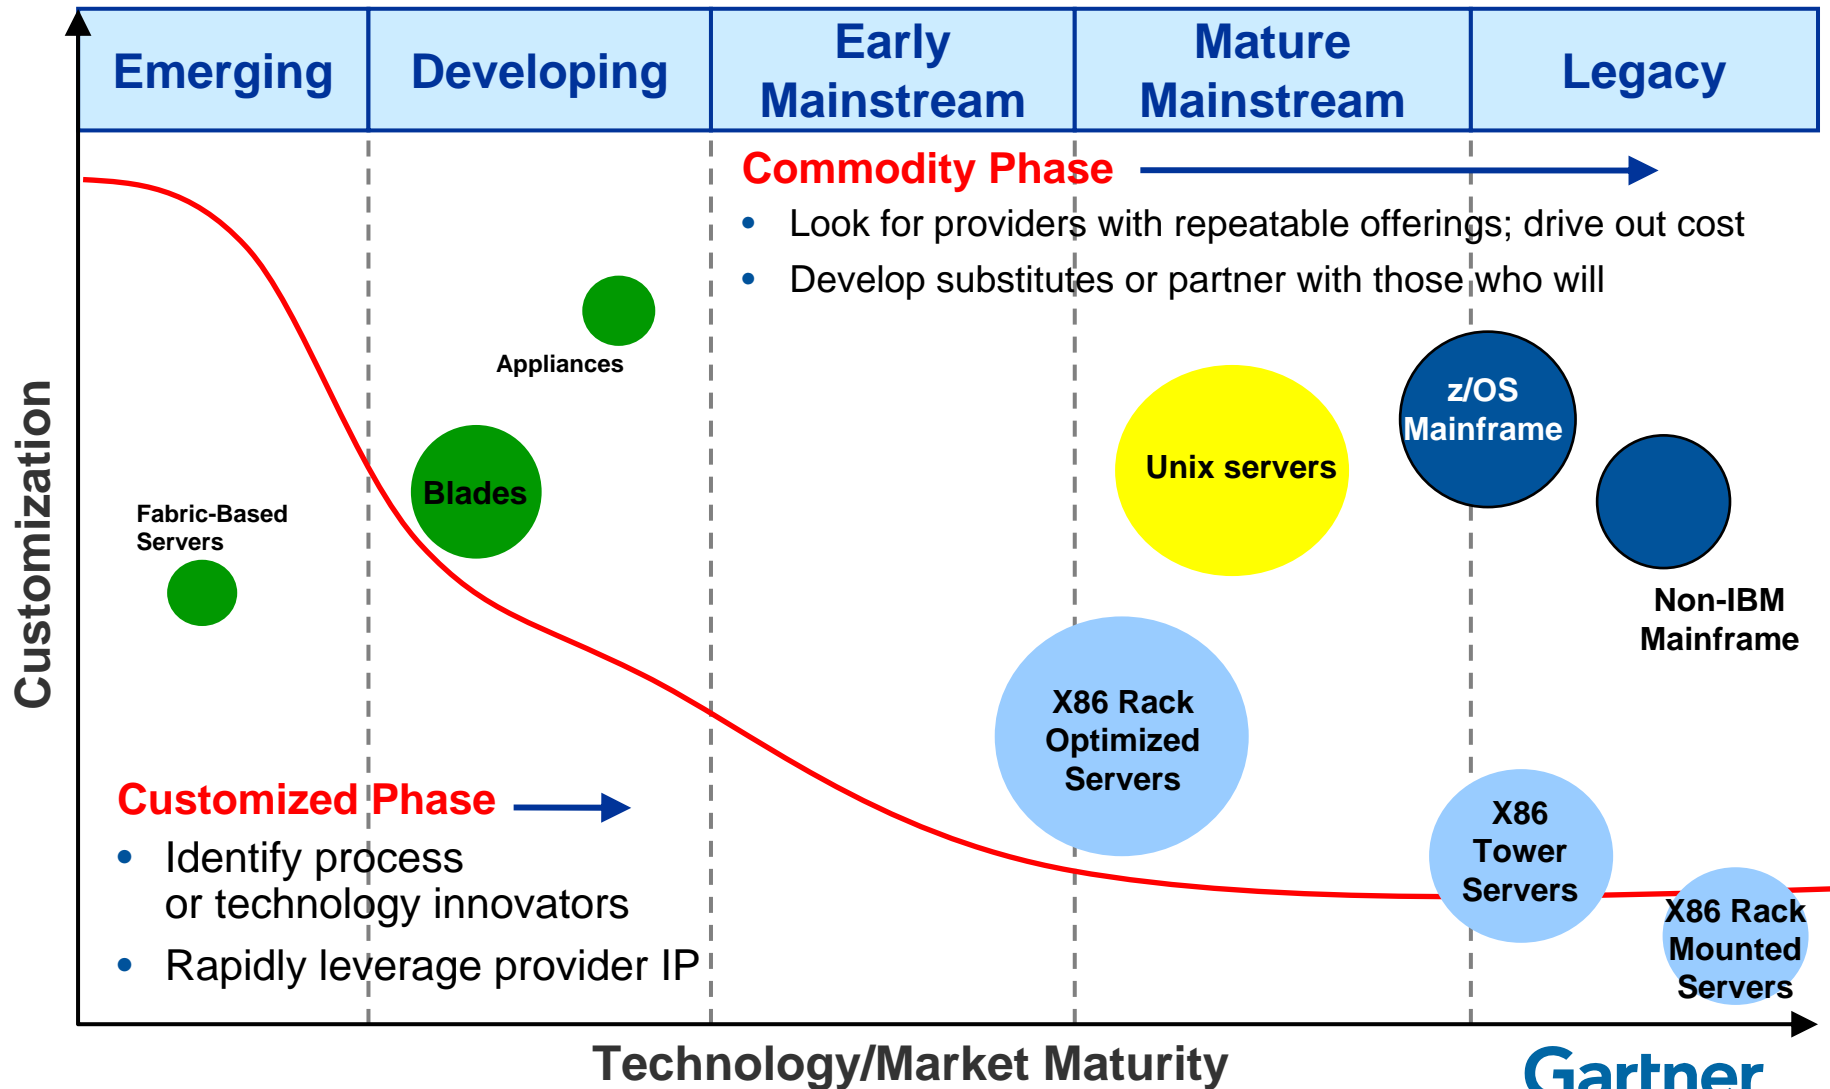 Emerging
Developing
Early
Mainstream
Mature
Mainstream
Legacy
Commodity Phase
• Look for providers with repeatable offerings; drive out cost
• Develop substitutes or partner with those who will
Appliances
Blades
Fabric-Based
Servers
Unix servers
z/OS
Mainframe
Non-IBM
Mainframe
X86 Rack
Optimized
Servers
X86
Tower
Servers
X86 Rack
Mounted
Servers
Customized Phase
• Identify process
or technology innovators
• Rapidly leverage provider IP
Customization
Technology/Market Maturity
Gartner